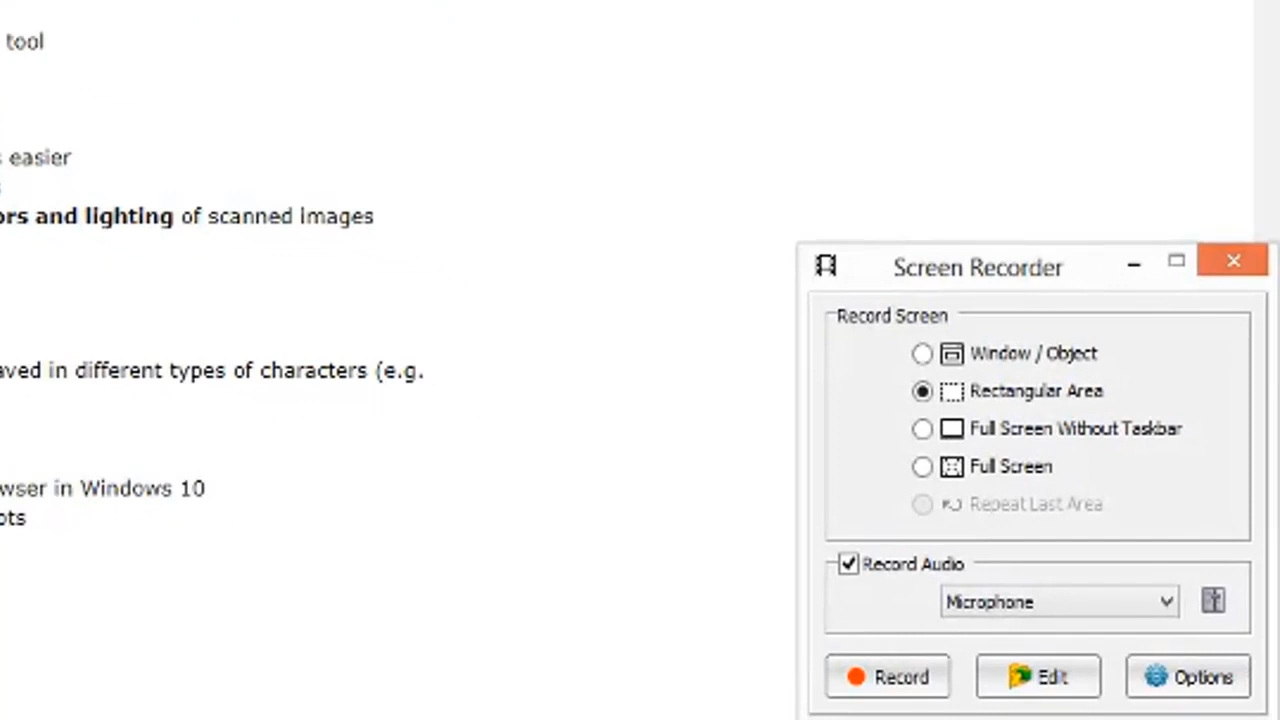 tool
easier
ors and lighting of scanned images
aved in different types of characters (e.g.
wser in Windows 10
ots
Screen Recorder
Record Screen
Window / Object
Rectangular Area
Full Screen Without Taskbar
Full Screen
Repeat Last Area
Record Audio
Microphone
Record
Edit
Options